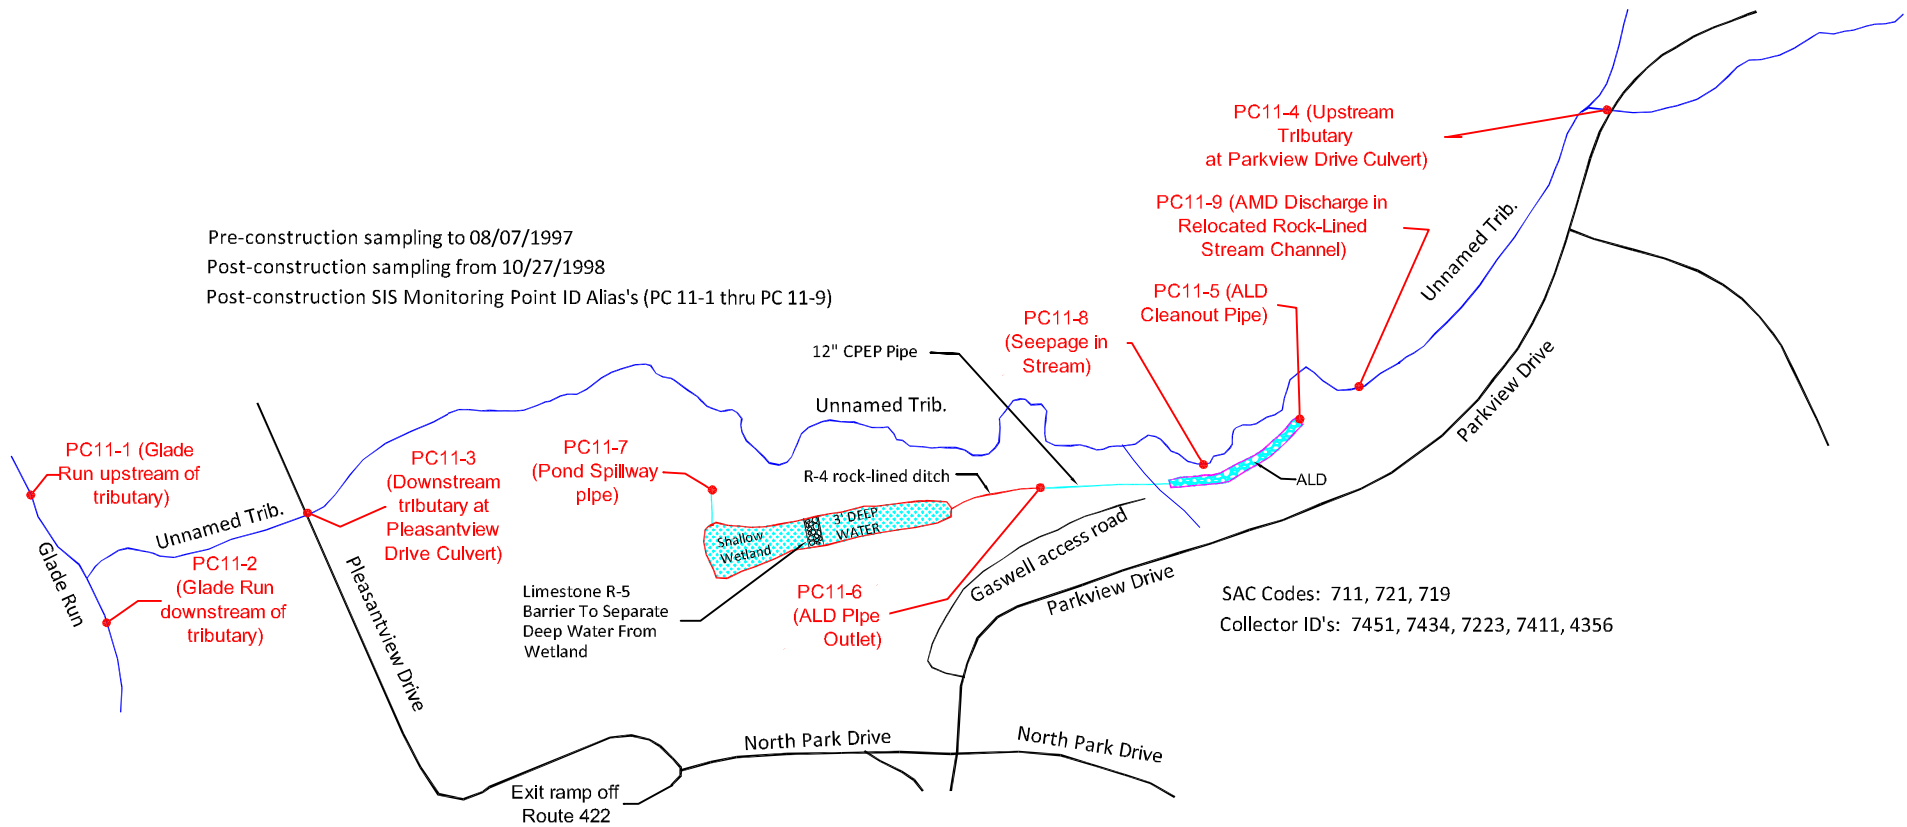 PC11-4 (Upstream
Tributary
at Parkview Drive Culvert)
PC11-9 (AMD Discharge in
Relocated Rock-Lined
Stream Channel)
Unnamed Trib.
Pre-construction sampling to 08/07/1997
Post-construction sampling from 10/27/1998
Post-construction SIS Monitoring Point ID Alias's (PC 11-1 thru PC 11-9)
PC11-5 (ALD
Cleanout Pipe)
PC11-8
(Seepage in
Stream)
12" CPEP Pipe
Parkview Drive
Unnamed Trib.
PC11-1 (Glade
Run upstream of
tributary)
PC11-3
(Downstream
tributary at
Pleasantview
Drive Culvert)
PC11-7
(Pond Spillway
pipe)
R-4 rock-lined ditch
ALD
Unnamed Trib.
3' DEEP
WATER
Shallow
Wetland
Glade Run
PC11-2
(Glade Run
downstream of
tributary)
Pleasantview Drive
Limestone R-5
Barrier To Separate
Deep Water From
Wetland
PC11-6
(ALD Pipe
Outlet)
Gaswell access road
Parkview Drive
SAC Codes: 711, 721, 719
Collector ID's: 7451, 7434, 7223, 7411, 4356
North Park Drive
North Park Drive
Exit ramp off
Route 422